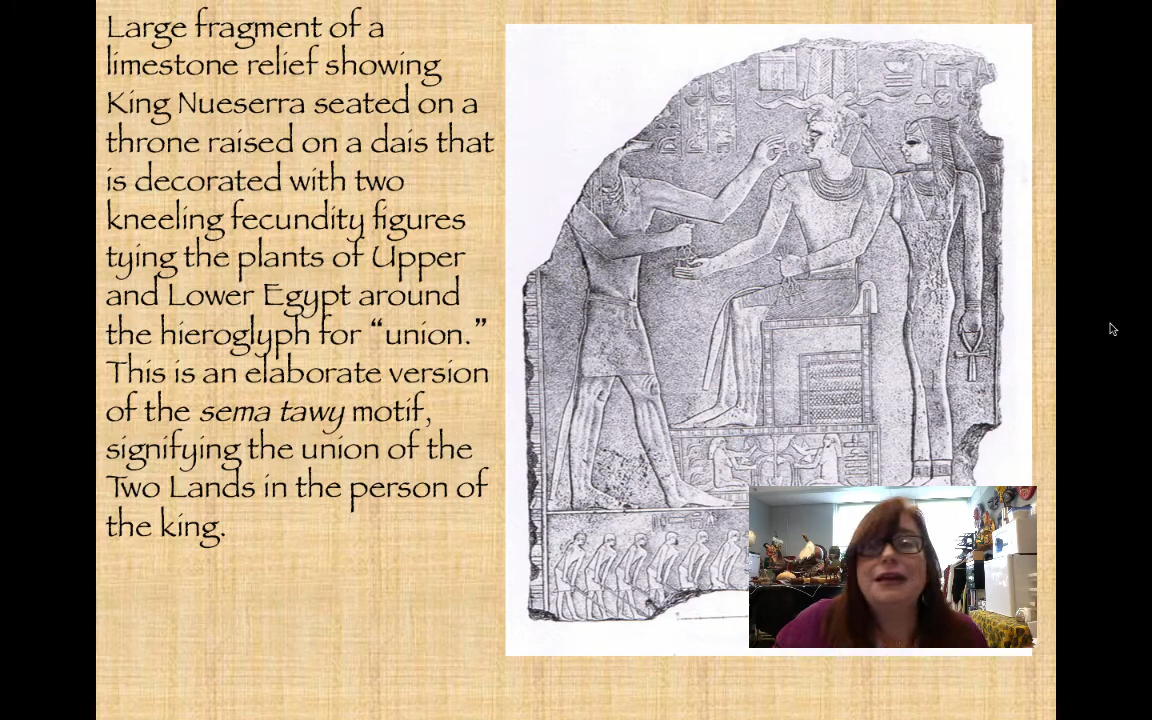 Large fragment of a
limestone relief showing
King Nueserra seated on a
throne raised on a dais that
is decorated with two
kneeling fecundity figures
tying the plants of Upper
and Lower Egypt around
the hieroglyph for “union.”
This is an elaborate version
of the sema tawy motif,
signifying the union of the
Two Lands in the person of
the king.